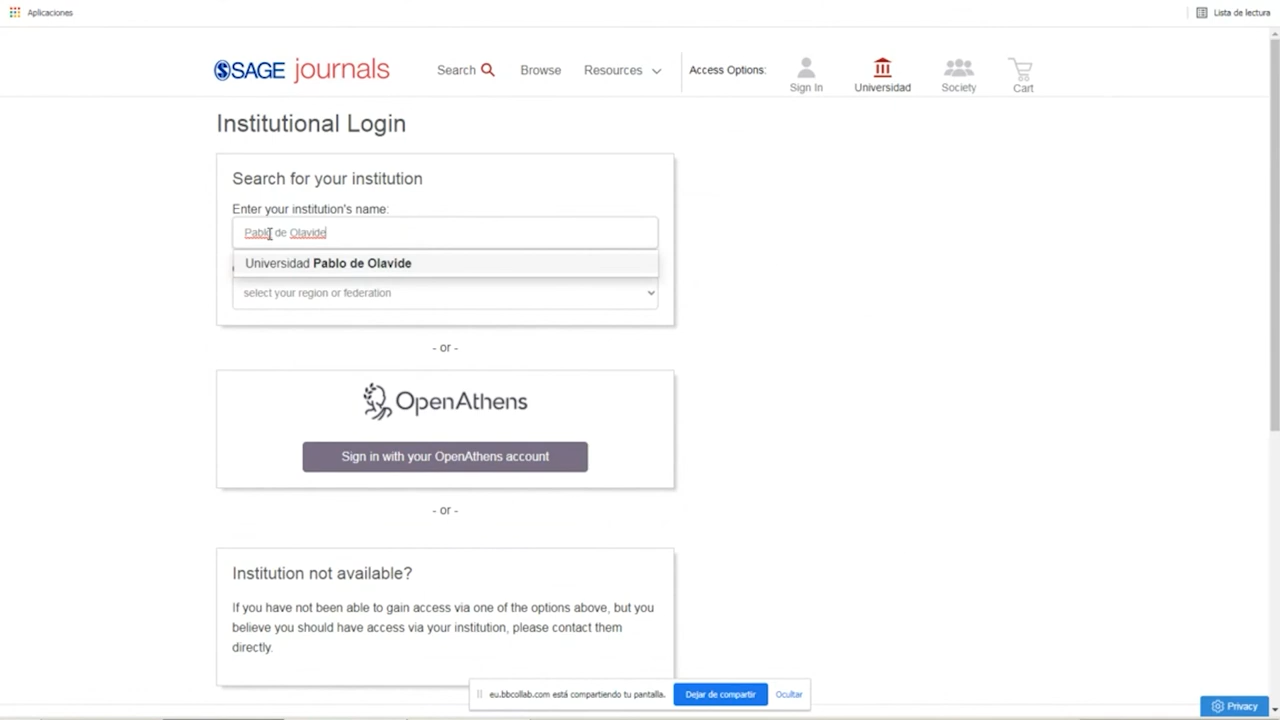 Aplicaciones
Lista de lectura
SAGE journals
Search
Browse
Resources
Access Options:
Sign In
Universidad
Society
Cart
Institutional Login
Search for your institution
Enter your institution's name:
Pablo de Olavide
Universidad Pablo de Olavide
select your region or federation
- or -
OpenAthens
Sign in with your OpenAthens account
- or -
Institution not available?
If you have not been able to gain access via one of the options above, but you
believe you should have access via your institution, please contact them
directly.
eu.bbcollab.com está compartiendo tu pantalla.
Dejar de compartir
Ocultar
Privacy